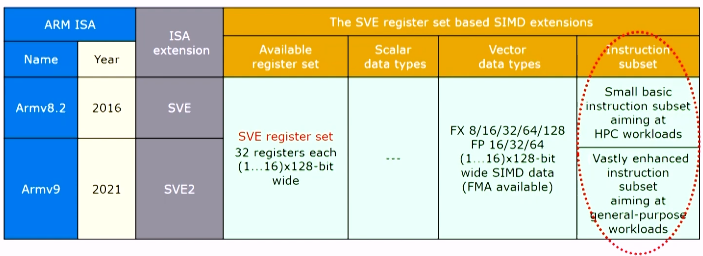 ARM ISA
ISA
extension
The SVE register set based SIMD extensions
Name
Year
Available
register set
Scalar
data types
Vector
data types
Instruction
subset
Armv8.2
2016
SVE
SVE register set
32 registers each
(1...16)x128-bit
wide
---
FX 8/16/32/64/128
FP 16/32/64
(1...16)x128-bit
wide SIMD data
(FMA available)
Small basic
instruction subset
aiming at
HPC workloads
Armv9
2021
SVE2
Vastly enhanced
instruction
subset
aiming at
general-purpose
workloads